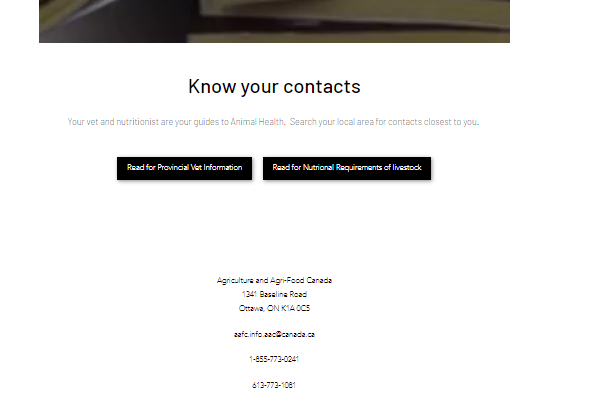 Know your contacts
Your vet and nutritionist are your guides to Animal Health, Search your local area for contacts closest to you.
Read for Provincial Vet Information
Read for Nutrional Requirements of livestock
Agriculture and Agri-Food Canada
1341 Baseline Road
Ottawa, ON K1A 0C5
aafc.info.aac@canada.ca
1-855-773-0241
613-773-1081